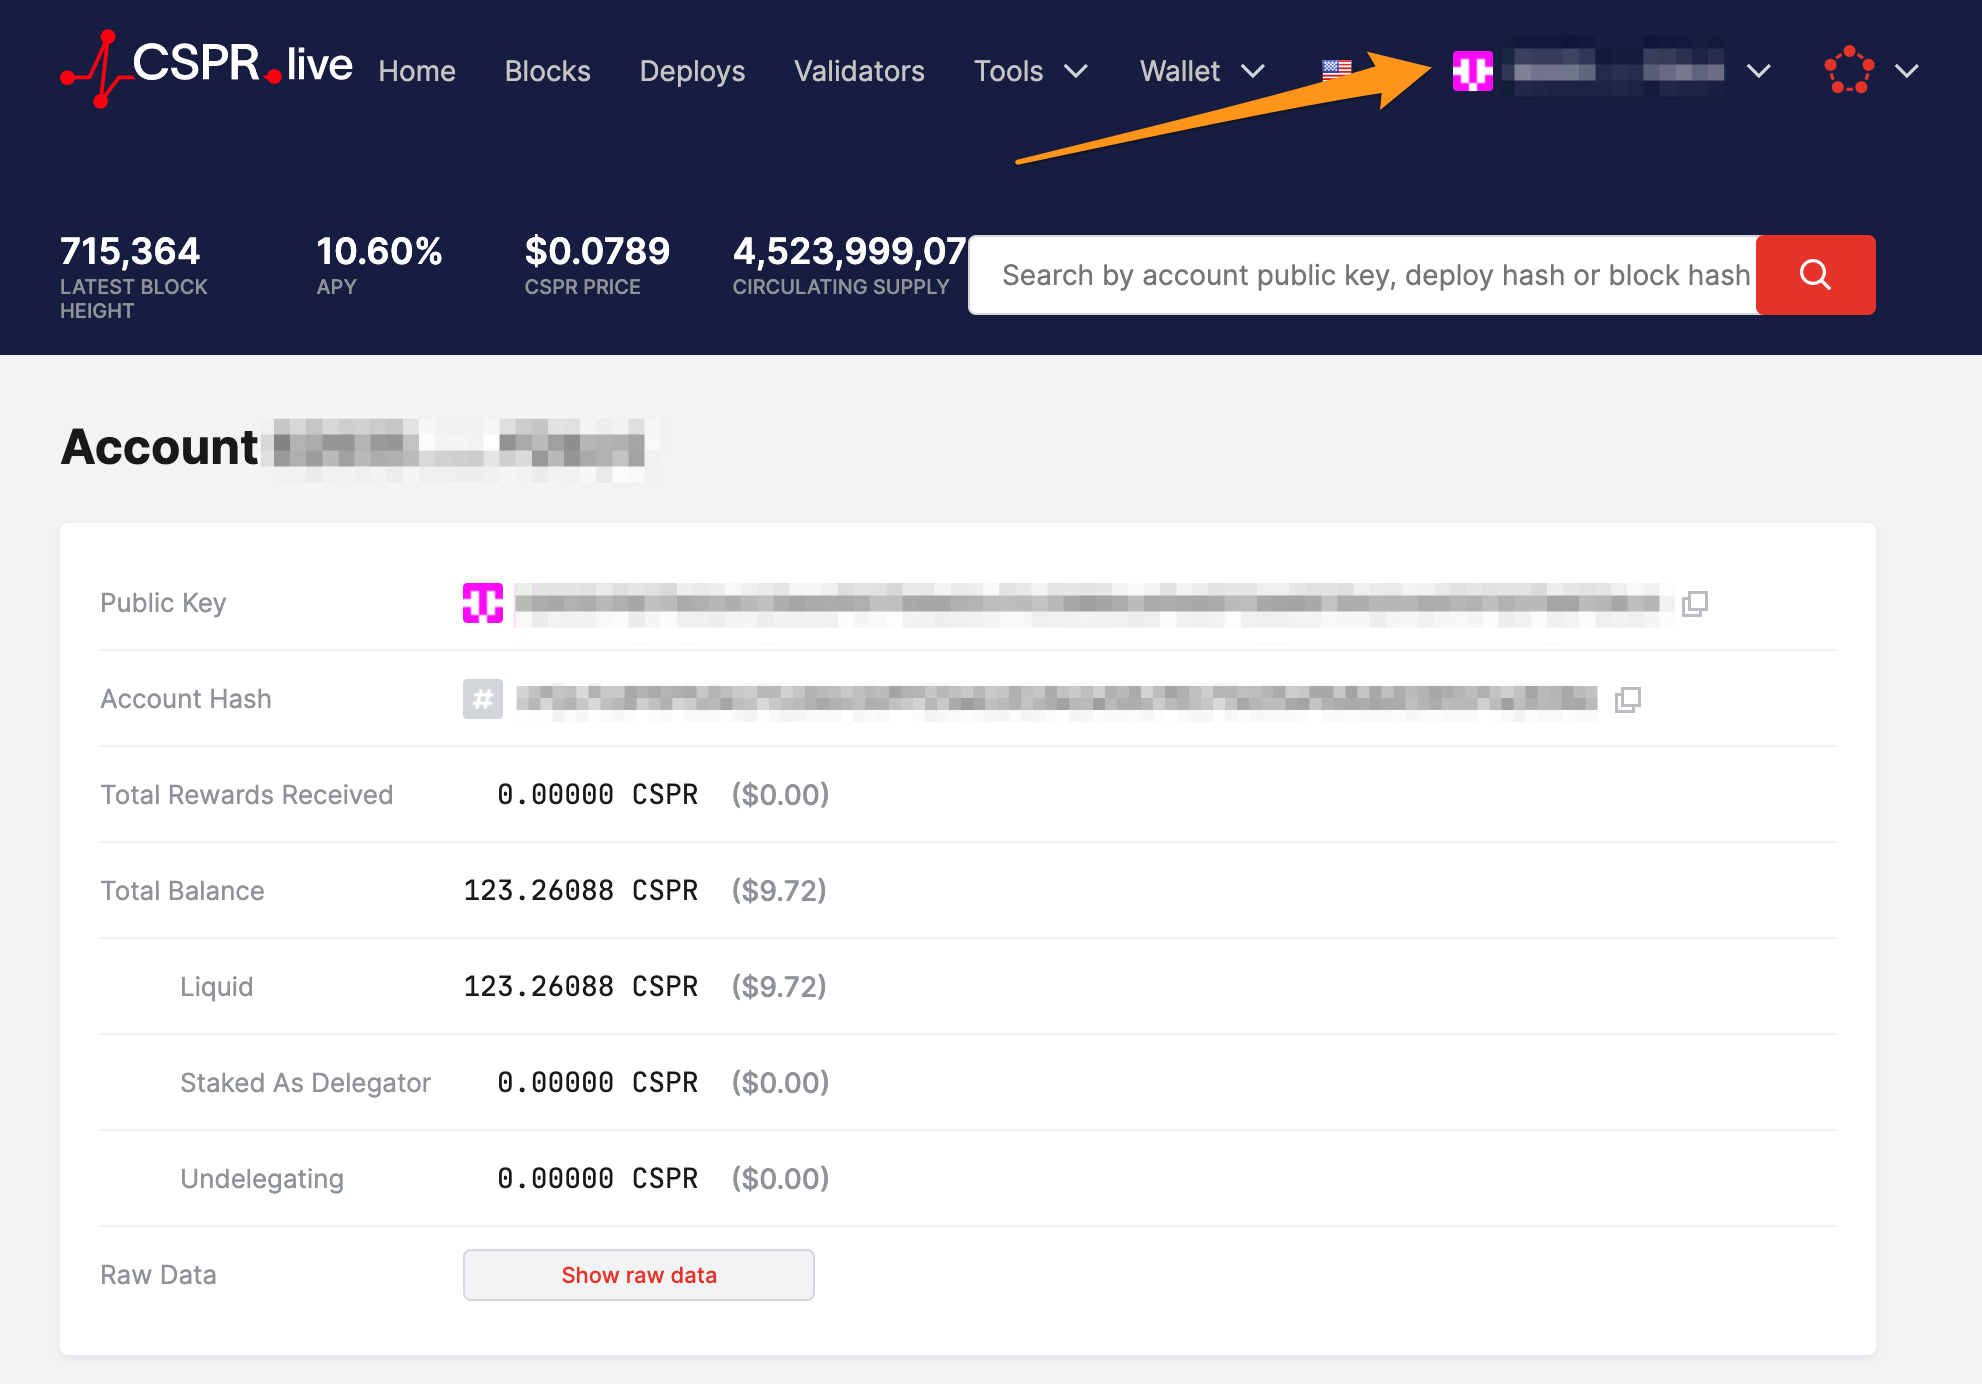 CSPR.live Home Blocks Deploys Validators Tools Wallet
715,364 10.60% $0.0789 4,523,999,07
LATEST BLOCK HEIGHT APY CSPR PRICE CIRCULATING SUPPLY
Search by account public key, deploy hash or block hash
Account
Public Key
Account Hash #
Total Rewards Received 0.00000 CSPR ($0.00)
Total Balance 123.26088 CSPR ($9.72)
Liquid 123.26088 CSPR ($9.72)
Staked As Delegator 0.00000 CSPR ($0.00)
Undelegating 0.00000 CSPR ($0.00)
Raw Data Show raw data